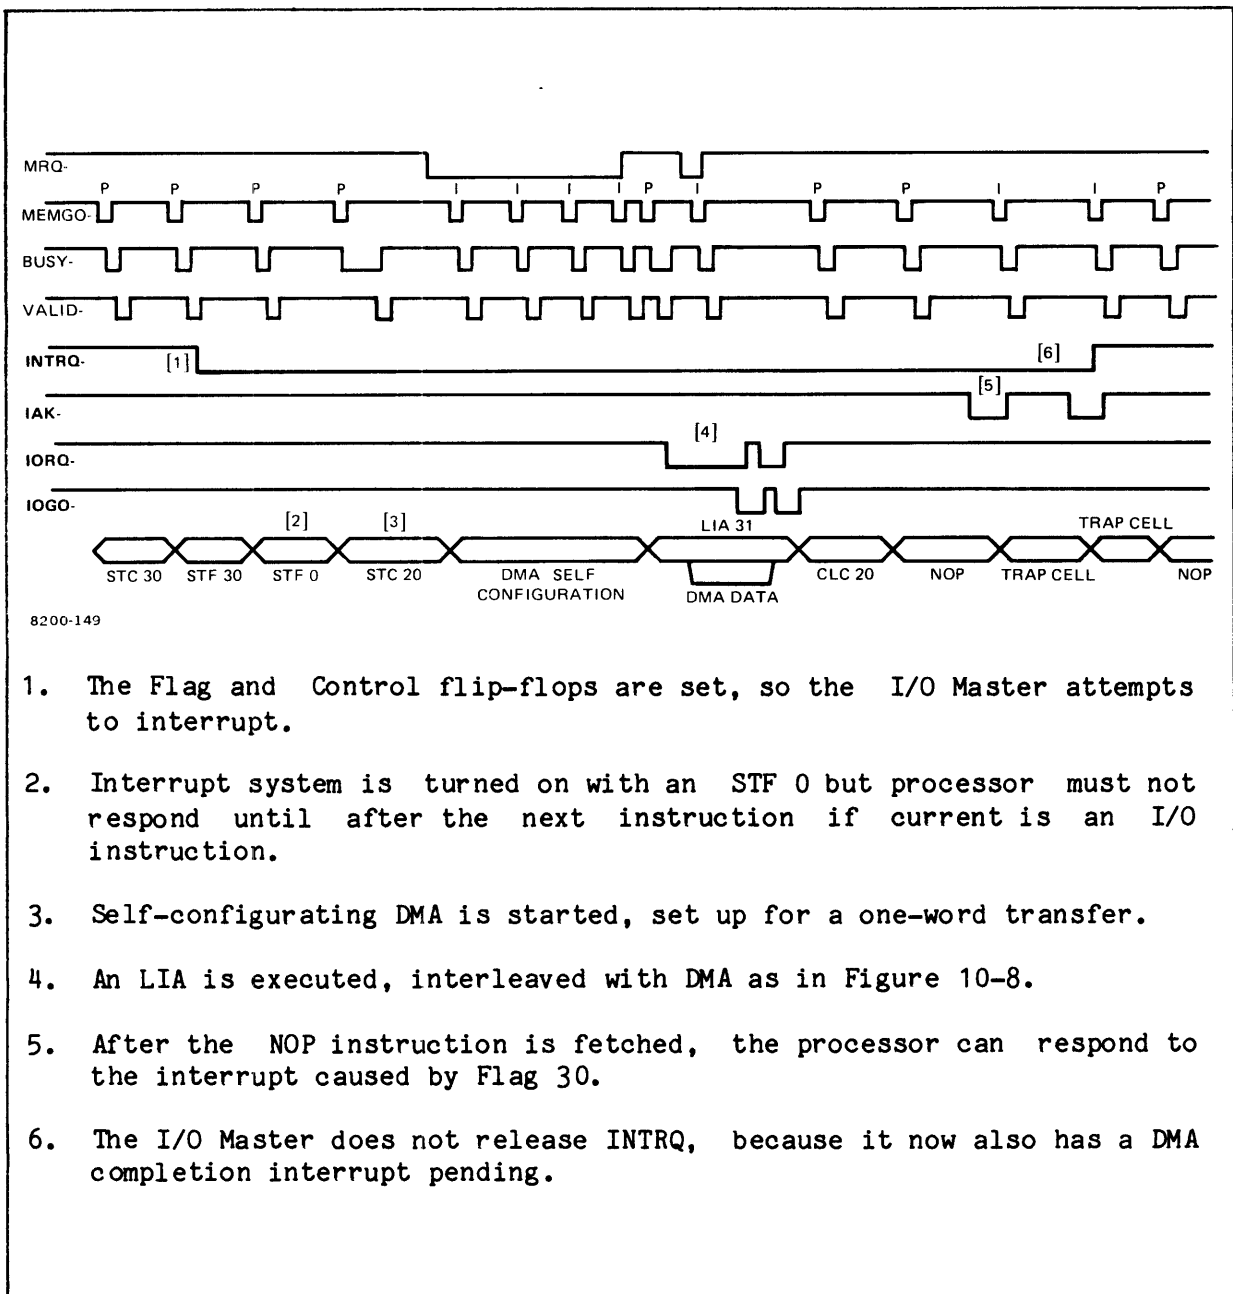 MRQ-
P P P P I I I I P I P P I I P
MEMGO-
BUSY-
VALID-
INTRQ- [1] [6]
[5]
IAK-
[4]
IORQ-
IOGO-
[2] [3] LIA 31 TRAP CELL
STC 30 STF 30 STF 0 STC 20 DMA SELF CLC 20 NOP TRAP CELL NOP
CONFIGURATION DMA DATA
8200-149
1. The Flag and Control flip-flops are set, so the I/O Master attempts
to interrupt.
2. Interrupt system is turned on with an STF 0 but processor must not
respond until after the next instruction if current is an I/O
instruction.
3. Self-configurating DMA is started, set up for a one-word transfer.
4. An LIA is executed, interleaved with DMA as in Figure 10-8.
5. After the NOP instruction is fetched, the processor can respond to
the interrupt caused by Flag 30.
6. The I/O Master does not release INTRQ, because it now also has a DMA
completion interrupt pending.